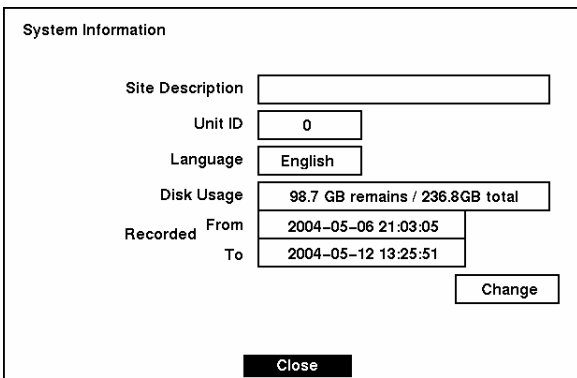 System Information
Site Description
Unit ID 0
Language English
Disk Usage 98.7 GB remains / 236.8GB total
Recorded From 2004-05-06 21:03:05
To 2004-05-12 13:25:51
Change
Close